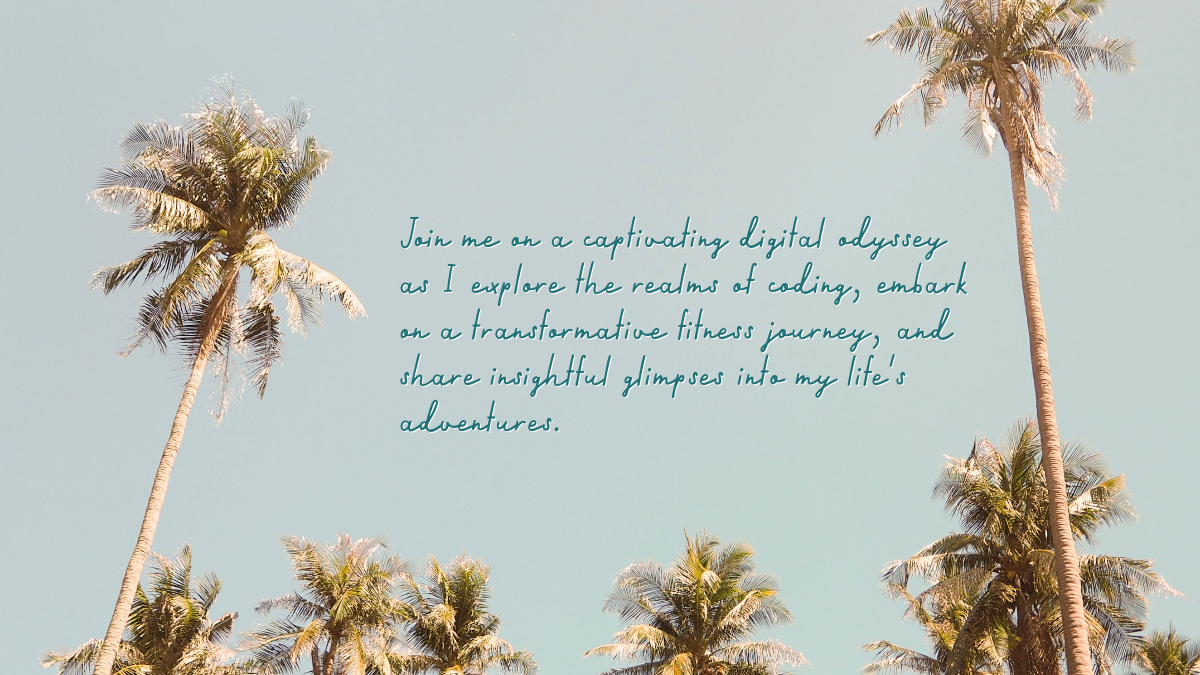 Join me on a captivating digital odyssey
as I explore the realms of coding, embark
on a transformative fitness journey, and
share insightful glimpses into my life's
adventures.